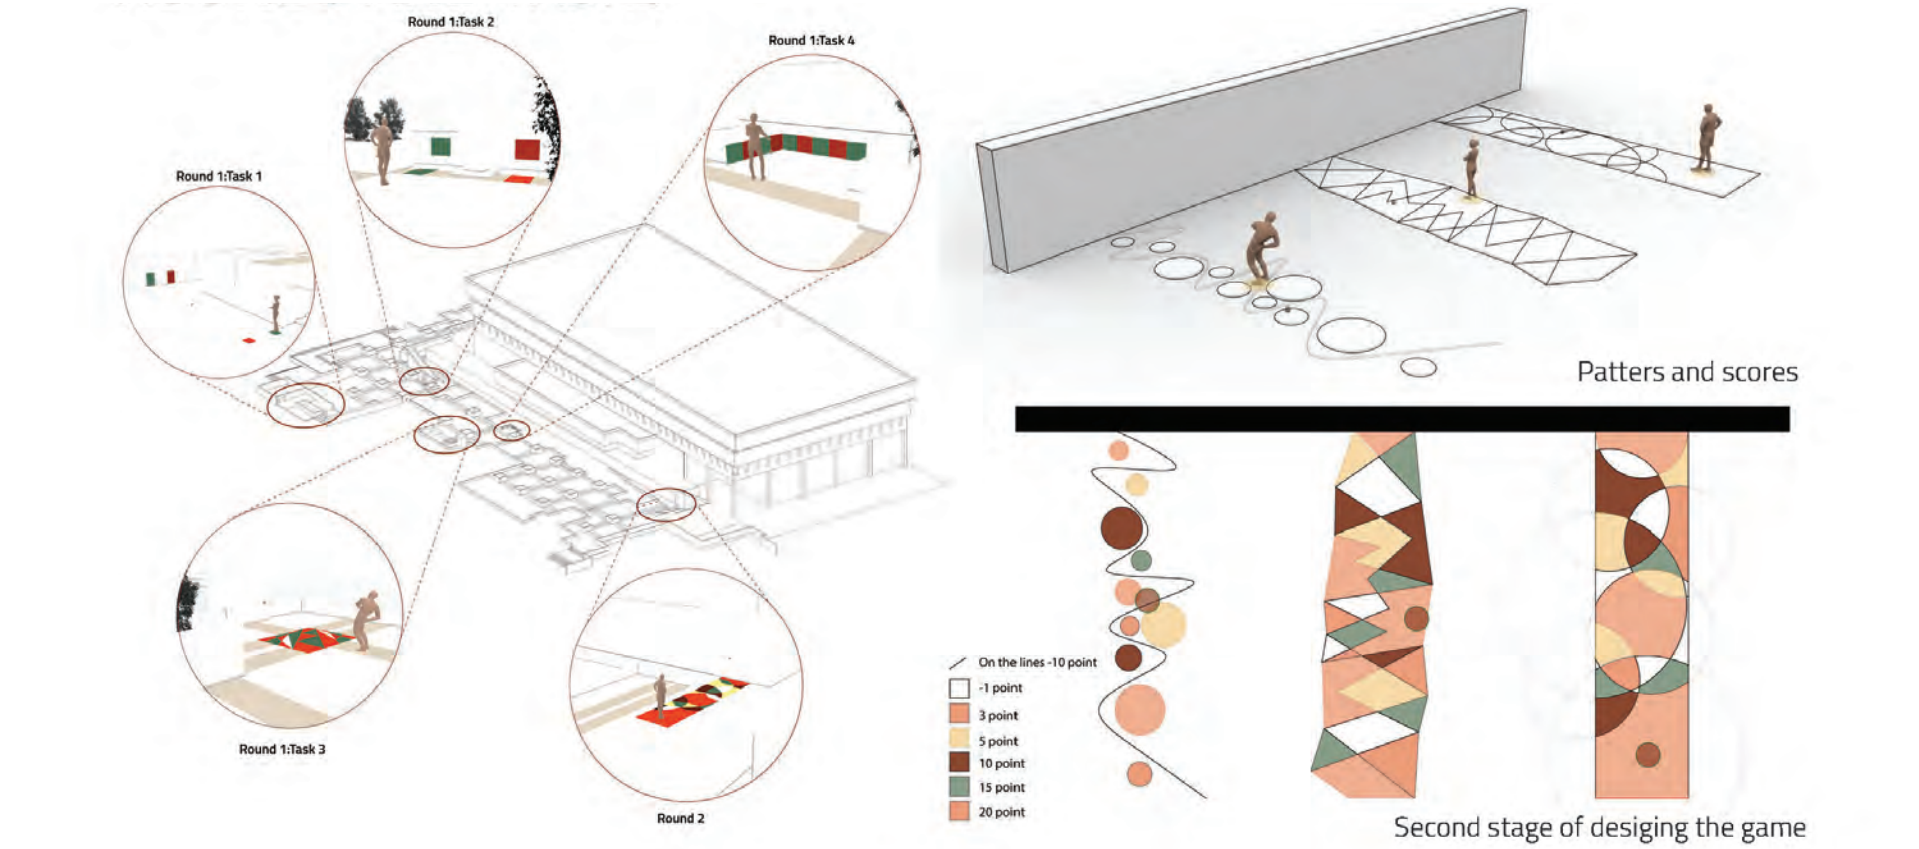 Round 1:Task 2
Round 1:Task 4
Round 1:Task 1
Round 1:Task 3
Round 2
Patters and scores
On the lines -10 point
-1 point
3 point
5 point
10 point
15 point
20 point
Second stage of desiging the game